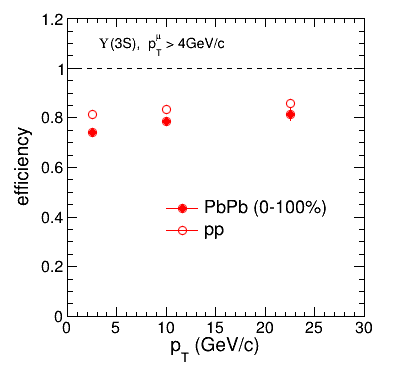 1.2
ϒ(3S), p_T^μ > 4GeV/c
1
0.8
0.6
0.4
0.2
0
efficiency
PbPb (0-100%)
pp
0 5 10 15 20 25 30
p_T (GeV/c)